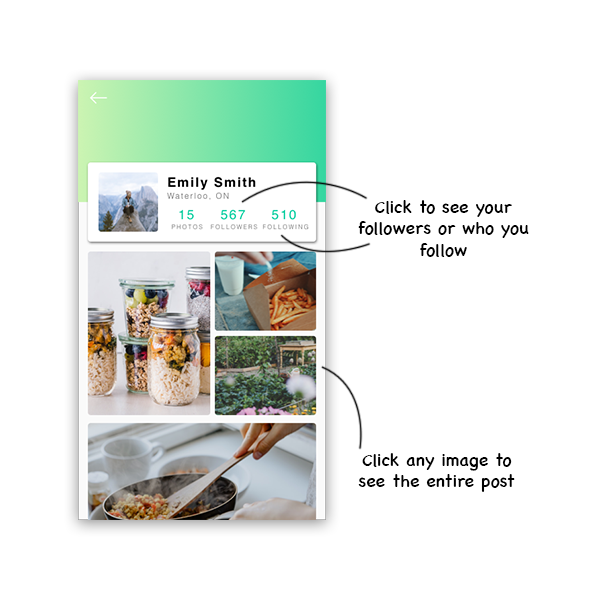 Emily Smith
Waterloo, ON
15 567 510
PHOTOS FOLLOWERS FOLLOWING
Click to see your
followers or who you
follow
Click any image to
see the entire post